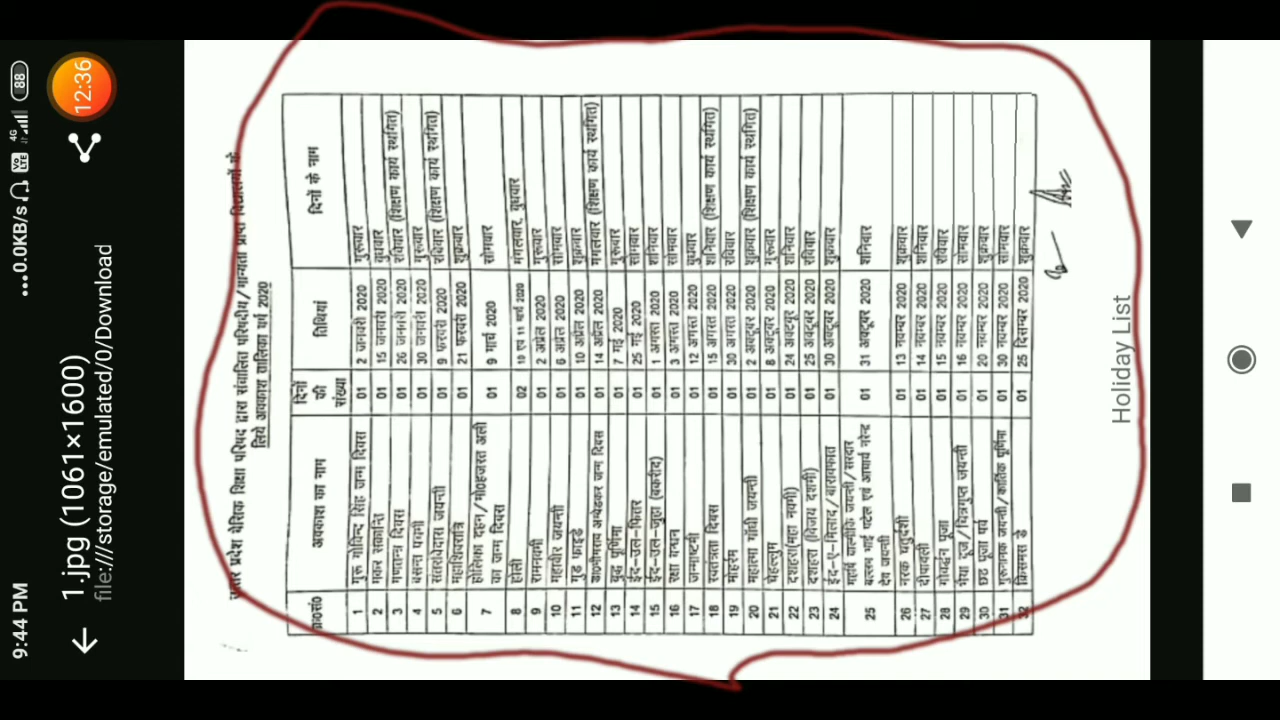 9:44 PM
...0.0KB/s 4G 88
← 1.jpg (1061×1600)
file:///storage/emulated/0/Download
12:36
उत्तर प्रदेश बेसिक शिक्षा परिषद द्वारा संचालित परिषदीय/मान्यता प्राप्त विद्यालयों के
लिये अवकाश तालिका वर्ष 2020
क्र०सं० अवकाश का नाम दिनों की संख्या तिथियां दिनों के नाम
1 गुरू गोविन्द सिंह जन्म दिवस 01 2 जनवरी 2020 गुरूवार
2 मकर सक्रान्ति 01 15 जनवरी 2020 बुधवार
3 गणतन्त्र दिवस 01 26 जनवरी 2020 रविवार (शिक्षण कार्य स्थगित)
4 बसन्त पंचमी 01 30 जनवरी 2020 गुरूवार
5 संतरविदास जयन्ती 01 9 फरवरी 2020 रविवार (शिक्षण कार्य स्थगित)
6 महाशिवरात्रि 01 21 फरवरी 2020 शुक्रवार
7 होलिका दहन/मो०हजरत अली
का जन्म दिवस 01 9 मार्च 2020 सोमवार
8 होली 02 10 एवं 11 मार्च 2020 मंगलवार, बुधवार
9 रामनवमी 01 2 अप्रैल 2020 गुरूवार
10 महावीर जयन्ती 01 6 अप्रैल 2020 सोमवार
11 गुड फ्राइडे 01 10 अप्रैल 2020 शुक्रवार
12 डा०भीमराव अम्बेडकर जन्म दिवस 01 14 अप्रैल 2020 मंगलवार (शिक्षण कार्य स्थगित)
13 बुद्ध पूर्णिमा 01 7 मई 2020 गुरूवार
14 ईद-उल-फितर 01 25 मई 2020 सोमवार
15 ईद-उल-जुहा (बकरीद) 01 1 अगस्त 2020 शनिवार
16 रक्षा बन्धन 01 3 अगस्त 2020 सोमवार
17 जन्माष्टमी 01 12 अगस्त 2020 बुधवार
18 स्वतंत्रता दिवस 01 15 अगस्त 2020 शनिवार (शिक्षण कार्य स्थगित)
19 मोहर्रम 01 30 अगस्त 2020 रविवार
20 महात्मा गांधी जयन्ती 01 2 अक्टूबर 2020 शुक्रवार (शिक्षण कार्य स्थगित)
21 चेहल्लुम 01 8 अक्टूबर 2020 गुरूवार
22 दशहरा(महा नवमी) 01 24 अक्टूबर 2020 शनिवार
23 दशहरा (विजय दशमी) 01 25 अक्टूबर 2020 रविवार
24 ईद-ए-मिलाद/बारावफात 01 30 अक्टूबर 2020 शुक्रवार
25 महर्षि वाल्मीकि जयन्ती/सरदार
बल्लभ भाई पटेल एवं आचार्य नरेन्द्र
देव जयन्ती 01 31 अक्टूबर 2020 शनिवार
26 नरक चतुर्दशी 01 13 नवम्बर 2020 शुक्रवार
27 दीपावली 01 14 नवम्बर 2020 शनिवार
28 गोवर्द्धन पूजा 01 15 नवम्बर 2020 रविवार
29 भैया दूज/चित्रगुप्त जयन्ती 01 16 नवम्बर 2020 सोमवार
30 छठ पूजा पर्व 01 20 नवम्बर 2020 शुक्रवार
31 गुरूनानक जयन्ती/कार्तिक पूर्णिमा 01 30 नवम्बर 2020 सोमवार
32 क्रिसमस डे 01 25 दिसम्बर 2020 शुक्रवार
Holiday List